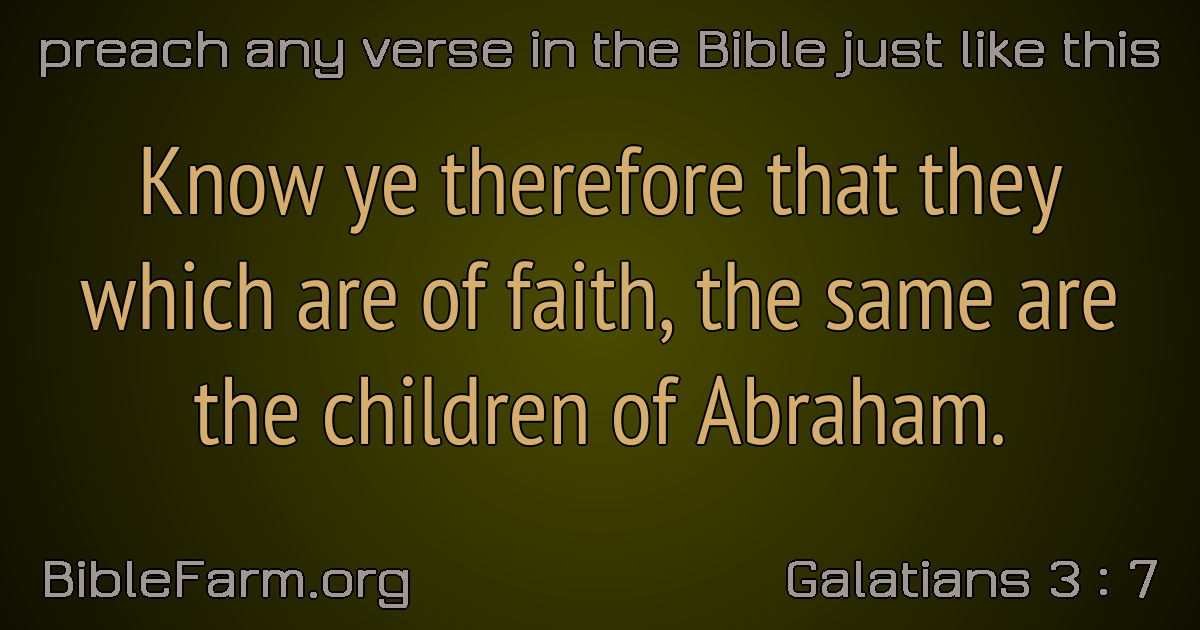 preach any verse in the Bible just like this
Know ye therefore that they
which are of faith, the same are
the children of Abraham.
BibleFarm.org
Galatians 3 : 7